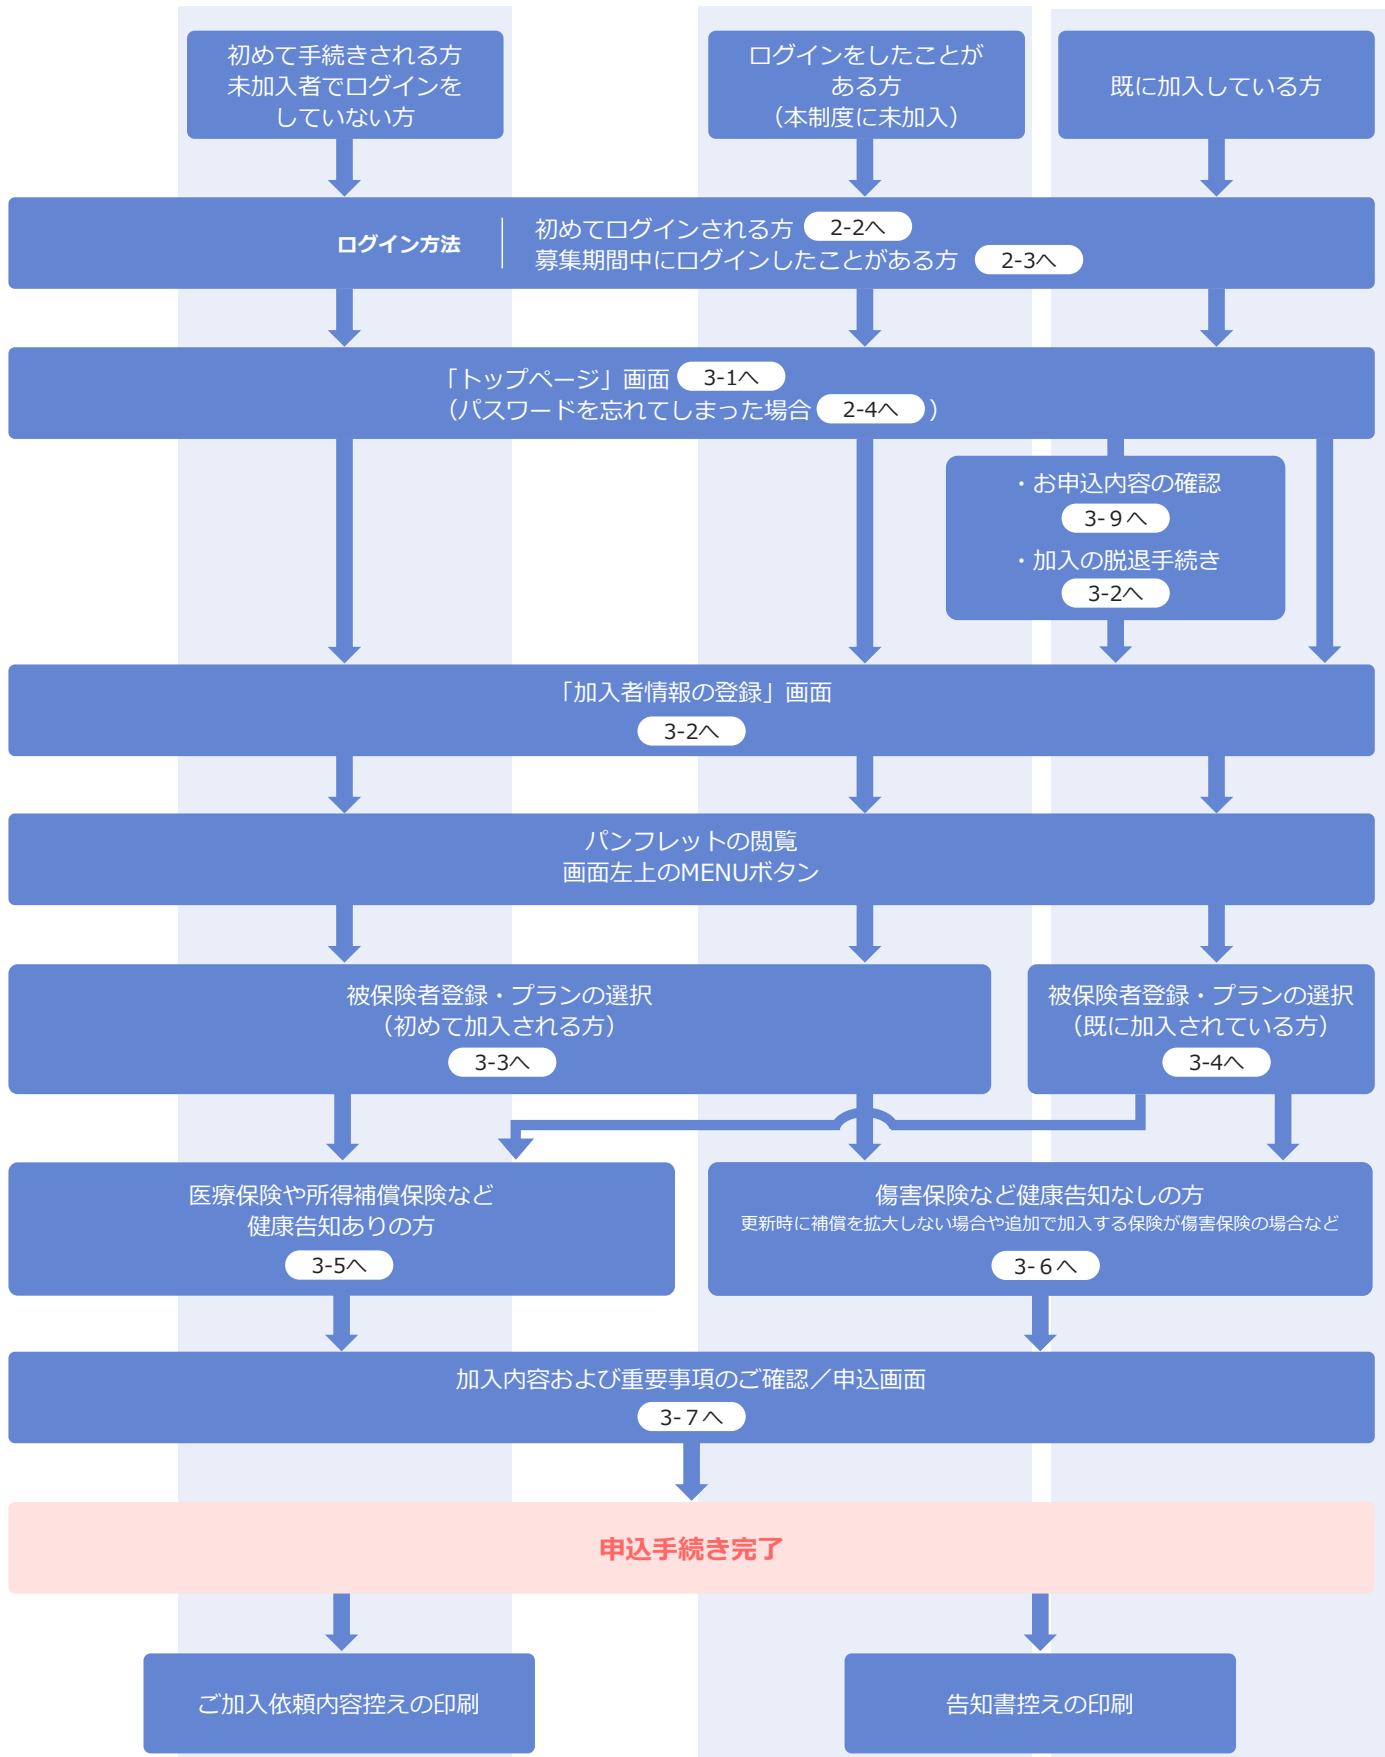 初めて手続きされる方
未加入者でログインを
していない方
ログインをしたことが
ある方
（本制度に未加入）
既に加入している方
ログイン方法
初めてログインされる方 2-2へ
募集期間中にログインしたことがある方 2-3へ
「トップページ」画面 3-1へ
（パスワードを忘れてしまった場合 2-4へ ）
・お申込内容の確認
3-９へ
・加入の脱退手続き
3-2へ
「加入者情報の登録」画面
3-2へ
パンフレットの閲覧
画面左上のMENUボタン
被保険者登録・プランの選択
（初めて加入される方）
3-3へ
被保険者登録・プランの選択
（既に加入されている方）
3-4へ
医療保険や所得補償保険など
健康告知ありの方
3-5へ
傷害保険など健康告知なしの方
更新時に補償を拡大しない場合や追加で加入する保険が傷害保険の場合など
3-６へ
加入内容および重要事項のご確認／申込画面
3-７へ
申込手続き完了
ご加入依頼内容控えの印刷
告知書控えの印刷